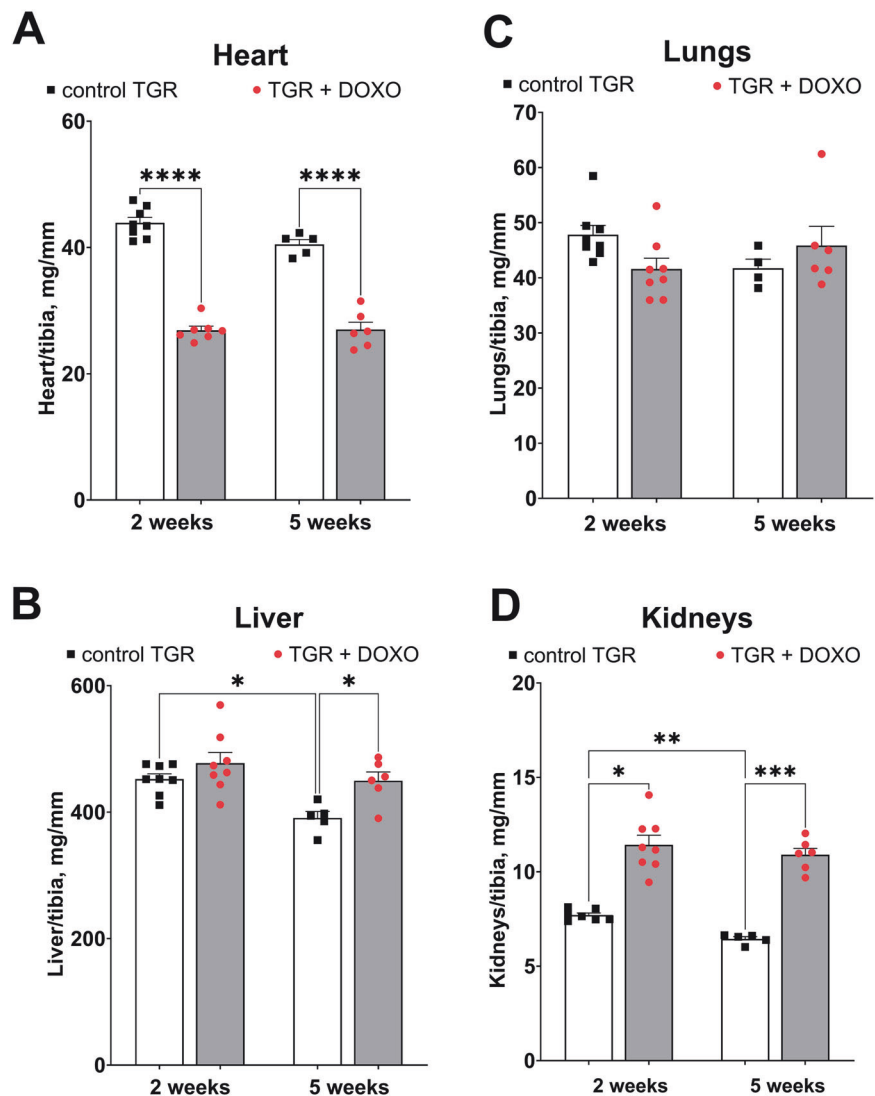 A
Heart
control TGR
TGR + DOXO
Heart/tibia, mg/mm
60
40
20
0
****
****
2 weeks
5 weeks
C
Lungs
control TGR
TGR + DOXO
Lungs/tibia, mg/mm
70
60
50
40
30
20
10
0
2 weeks
5 weeks
B
Liver
control TGR
TGR + DOXO
Liver/tibia, mg/mm
600
400
200
0
*
*
2 weeks
5 weeks
D
Kidneys
control TGR
TGR + DOXO
Kidneys/tibia, mg/mm
20
15
10
5
0
**
*
***
2 weeks
5 weeks